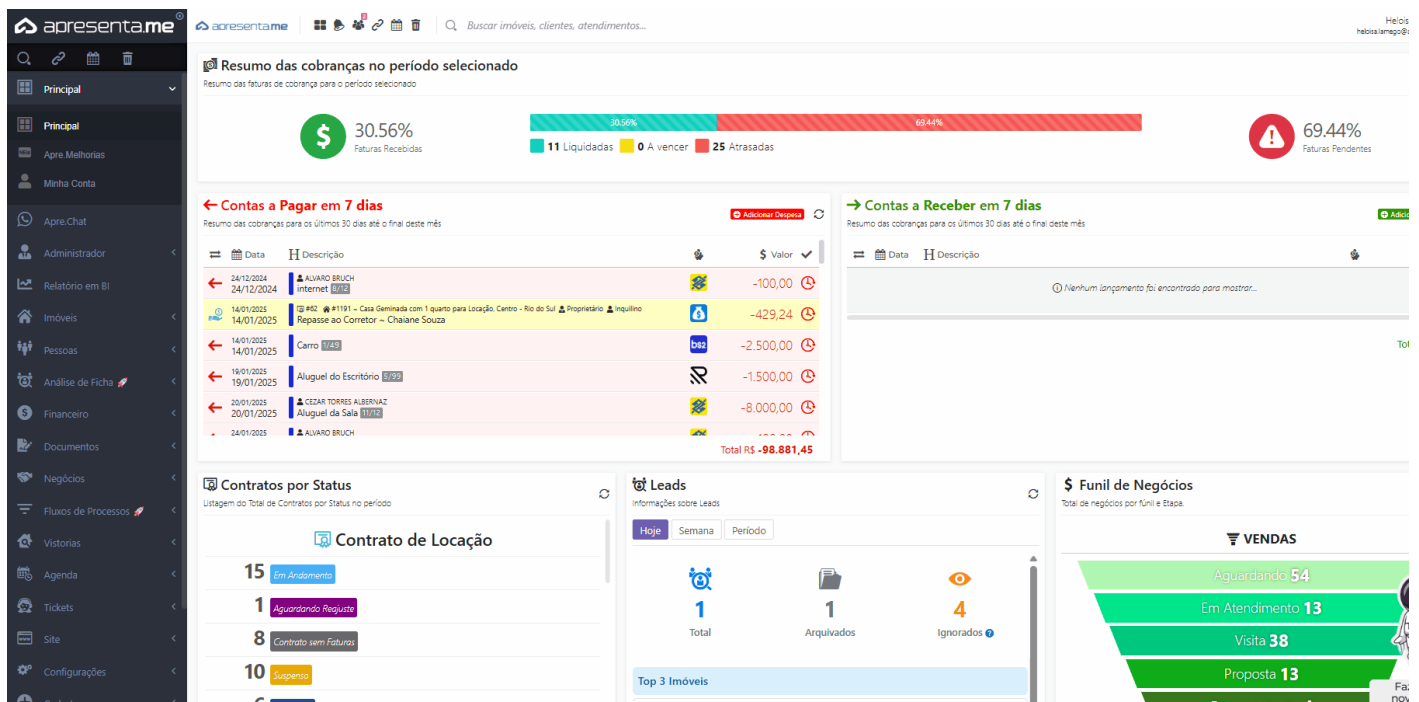 apresenta.me
Principal
Principal
Apre.Melhorias
Minha Conta
Apre.Chat
Administrador
Relatório em BI
Imóveis
Pessoas
Análise de Ficha
Financeiro
Documentos
Negócios
Fluxos de Processos
Vistorias
Agenda
Tickets
Site
Configurações
apresenta.me
2
Buscar imóveis, clientes, atendimentos...
Helois
heloisa.lamego@
Resumo das cobranças no período selecionado
Resumo das faturas de cobrança para o período selecionado
30.56%
Faturas Recebidas
30.56% 69.44%
11 Liquidadas 0 A vencer 25 Atrasadas
69.44%
Faturas Pendentes
Contas a Pagar em 7 dias
Resumo das cobranças para os últimos 30 dias até o final deste mês
Adicionar Despesa
Data Descrição $ Valor
24/12/2024 ALVARO BRUCH
24/12/2024 internet 8/12 -100,00
14/01/2025 #62 #1191 ~ Casa Geminada com 1 quarto para Locação, Centro - Rio do Sul Proprietário Inquilino
14/01/2025 Repasse ao Corretor ~ Chaiane Souza -429,24
14/01/2025
14/01/2025 Carro 1/49 bs2 -2.500,00
19/01/2025
19/01/2025 Aluguel do Escritório 5/99 -1.500,00
20/01/2025 CEZAR TORRES ALBERNAZ
20/01/2025 Aluguel da Sala 11/12 -8.000,00
24/01/2025 ALVARO BRUCH
Total R$ -98.881,45
Contas a Receber em 7 dias
Resumo das cobranças para os últimos 30 dias até o final deste mês
Adicio
Data Descrição
Nenhum lançamento foi encontrado para mostrar...
Tot
Contratos por Status
Listagem do Total de Contratos por Status no período
Contrato de Locação
15 Em Andamento
1 Aguardando Reajuste
8 Contrato sem Faturas
10 Suspenso
Leads
Informações sobre Leads
Hoje Semana Período
1 1 4
Total Arquivados Ignorados
Top 3 Imóveis
$ Funil de Negócios
Total de negócios por fúnil e Etapa.
VENDAS
Aguardando 54
Em Atendimento 13
Visita 38
Proposta 13
Faz
nov